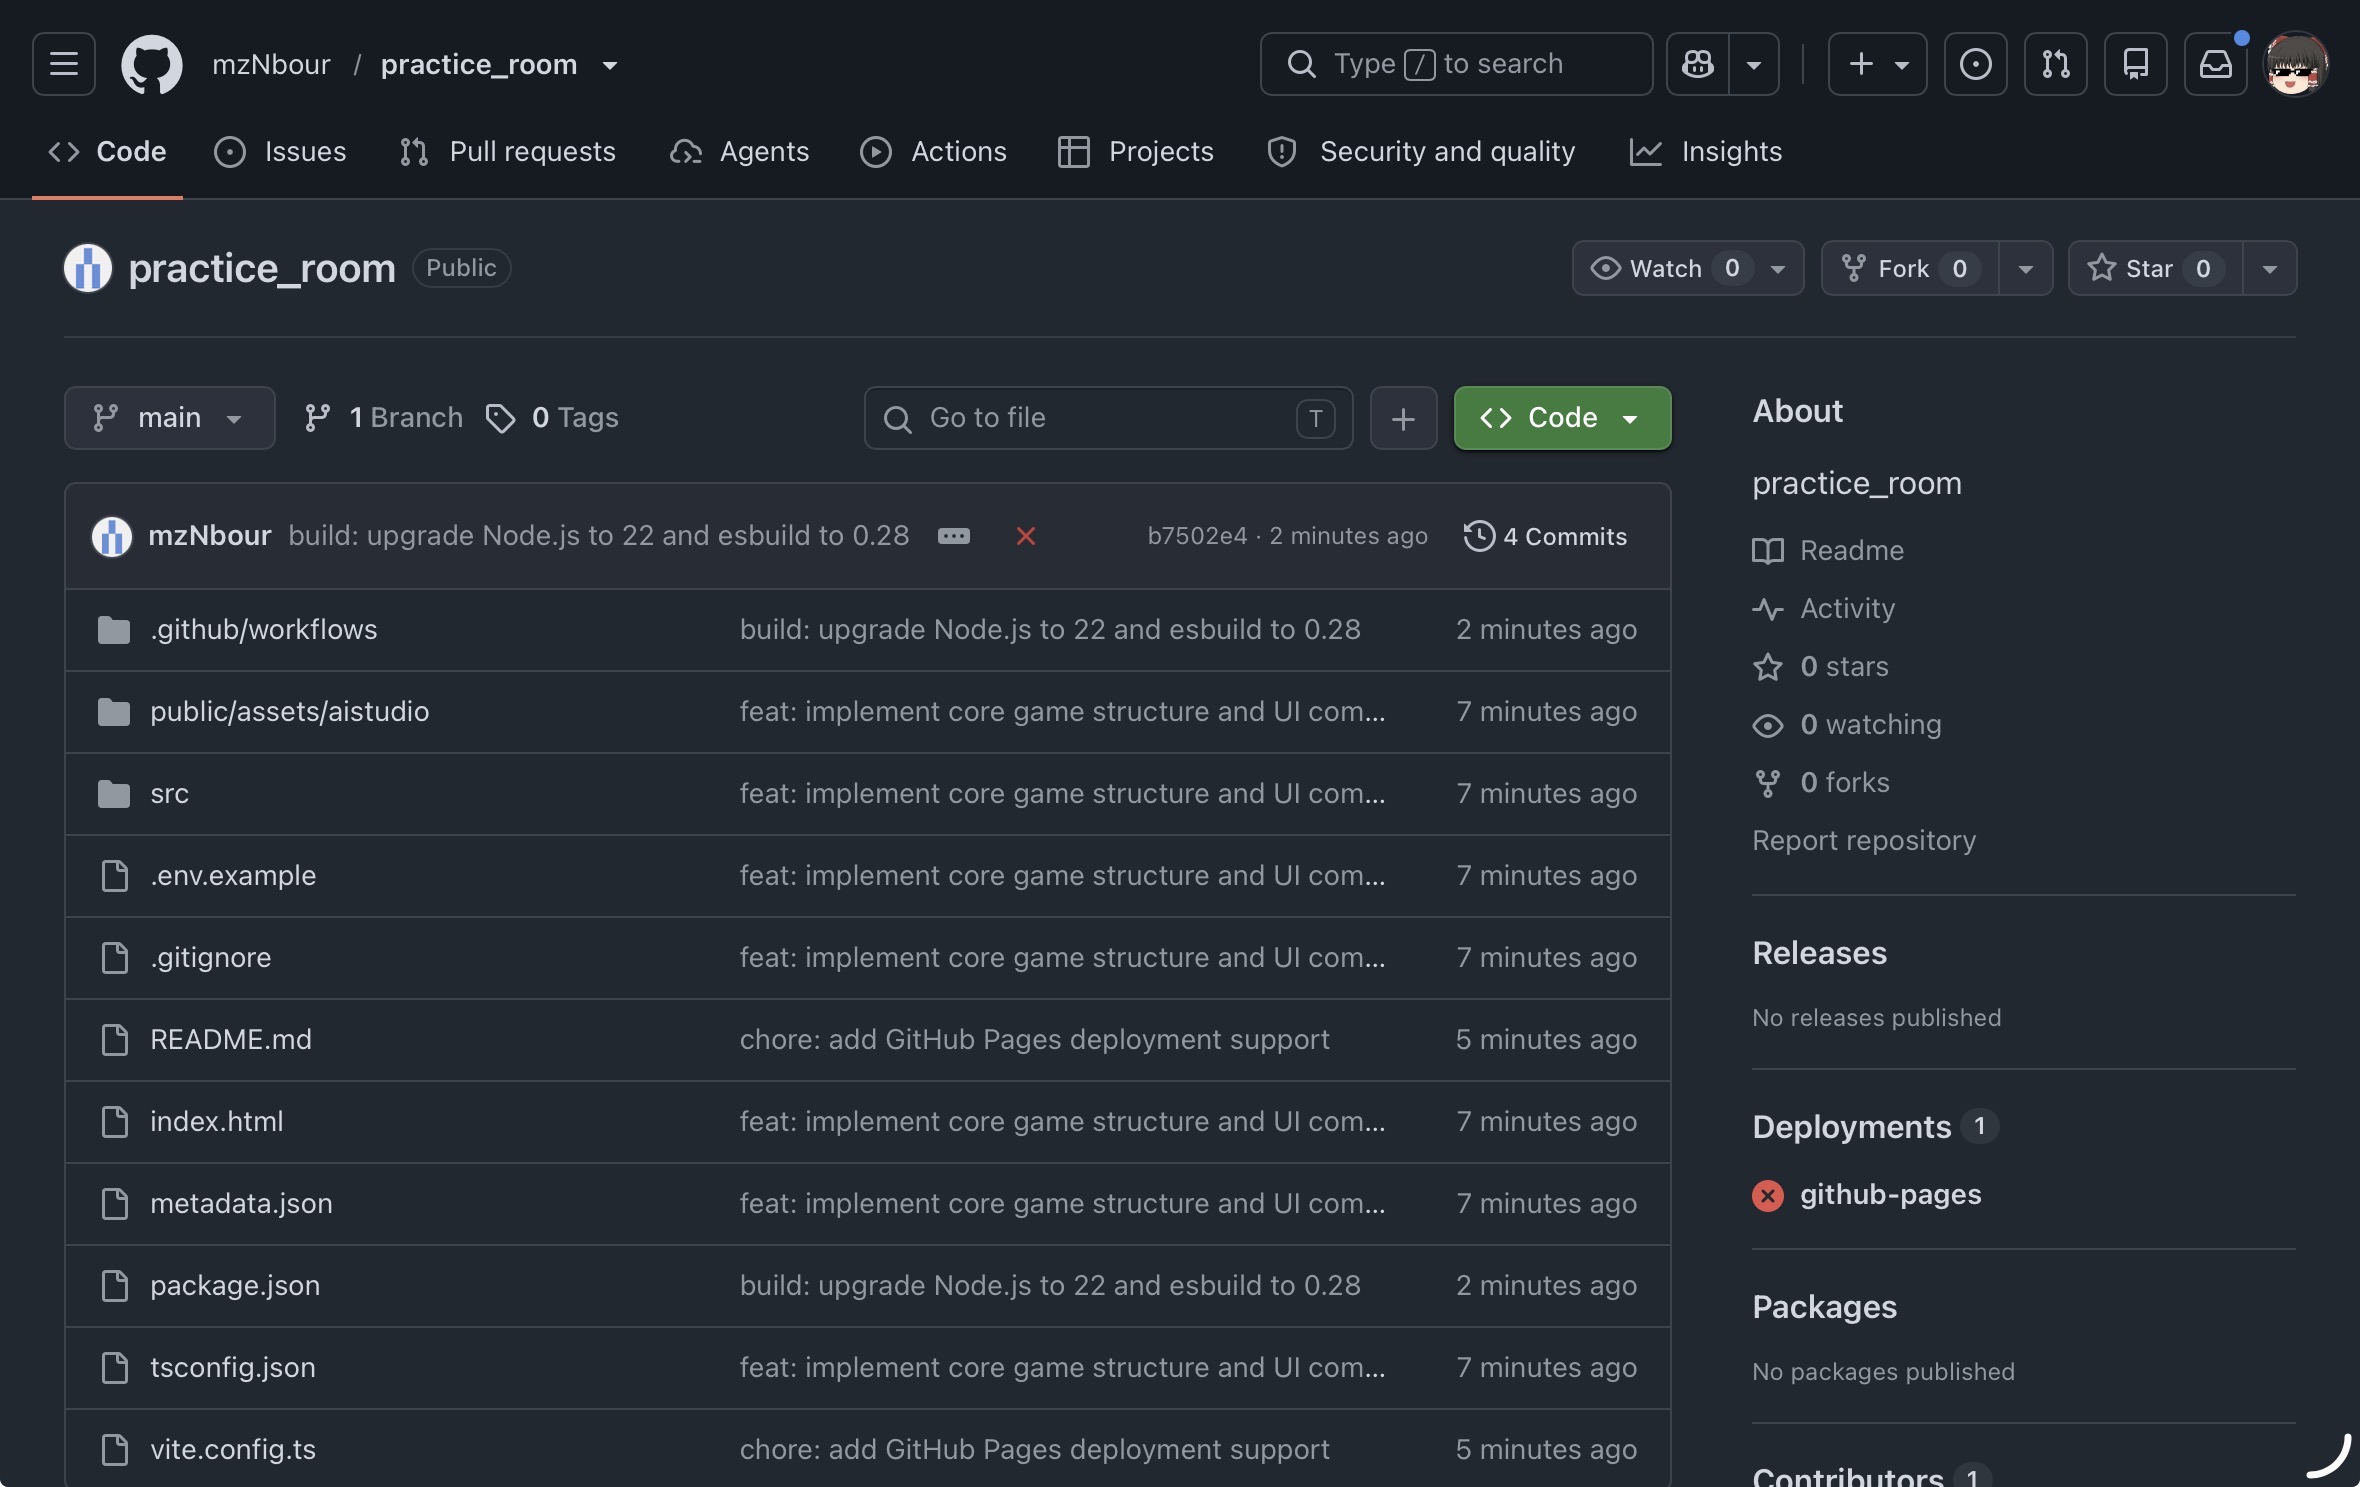 mzNbour / practice_room
Type / to search
Code
Issues
Pull requests
Agents
Actions
Projects
Security and quality
Insights
practice_room
Public
Watch 0
Fork 0
Star 0
main
1 Branch
0 Tags
Go to file
T
Code
mzNbour build: upgrade Node.js to 22 and esbuild to 0.28
b7502e4 · 2 minutes ago
4 Commits
.github/workflows build: upgrade Node.js to 22 and esbuild to 0.28 2 minutes ago
public/assets/aistudio feat: implement core game structure and UI com... 7 minutes ago
src feat: implement core game structure and UI com... 7 minutes ago
.env.example feat: implement core game structure and UI com... 7 minutes ago
.gitignore feat: implement core game structure and UI com... 7 minutes ago
README.md chore: add GitHub Pages deployment support 5 minutes ago
index.html feat: implement core game structure and UI com... 7 minutes ago
metadata.json feat: implement core game structure and UI com... 7 minutes ago
package.json build: upgrade Node.js to 22 and esbuild to 0.28 2 minutes ago
tsconfig.json feat: implement core game structure and UI com... 7 minutes ago
vite.config.ts chore: add GitHub Pages deployment support 5 minutes ago
About
practice_room
Readme
Activity
0 stars
0 watching
0 forks
Report repository
Releases
No releases published
Deployments 1
github-pages
Packages
No packages published
Contributors 1